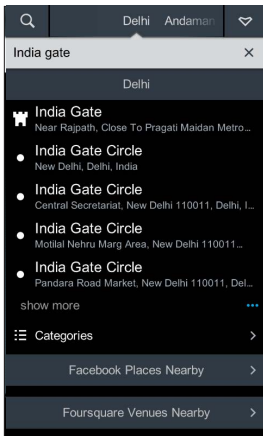 Delhi Andaman
India gate
Delhi
India Gate
Near Rajpath, Close To Pragati Maidan Metro...
India Gate Circle
New Delhi, Delhi, India
India Gate Circle
Central Secretariat, New Delhi 110011, Delhi, I...
India Gate Circle
Motilal Nehru Marg Area, New Delhi 110011...
India Gate Circle
Pandara Road Market, New Delhi 110011, Del...
show more
Categories
Facebook Places Nearby
Foursquare Venues Nearby